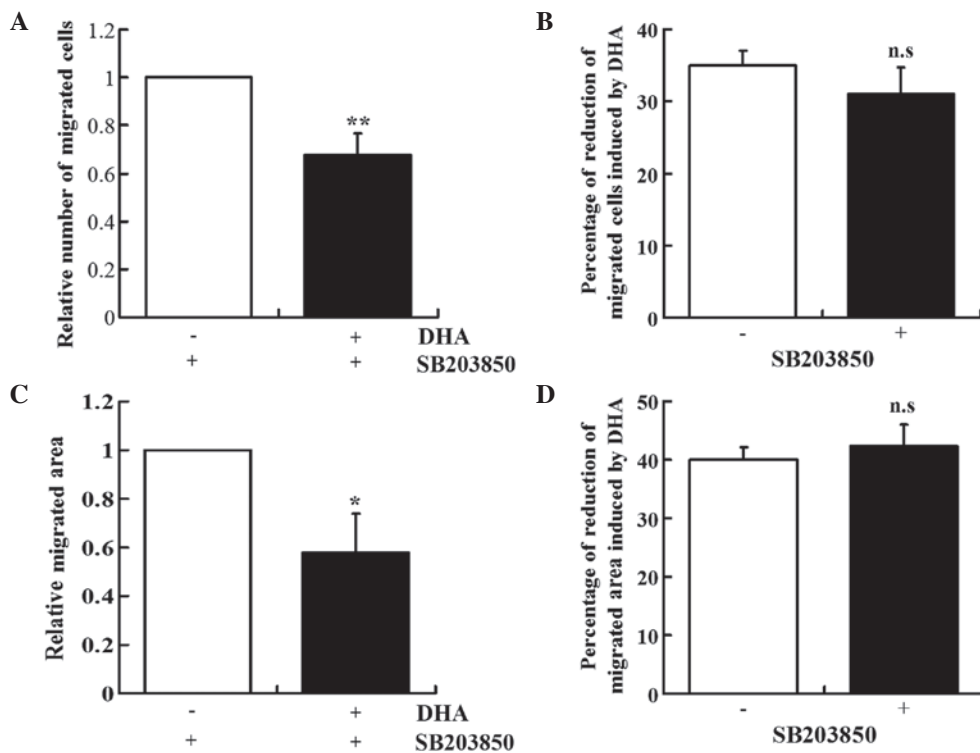 A
Relative number of migrated cells
1.2
1
0.8
0.6
0.4
0.2
0
**
- + DHA
+ + SB203850
B
Percentage of reduction of
migrated cells induced by DHA
40
30
20
10
0
n.s
- +
SB203850
C
Relative migrated area
1.2
1
0.8
0.6
0.4
0.2
0
*
- + DHA
+ + SB203850
D
Percentage of reduction of
migrated area induced by DHA
50
40
30
20
10
0
n.s
- +
SB203850